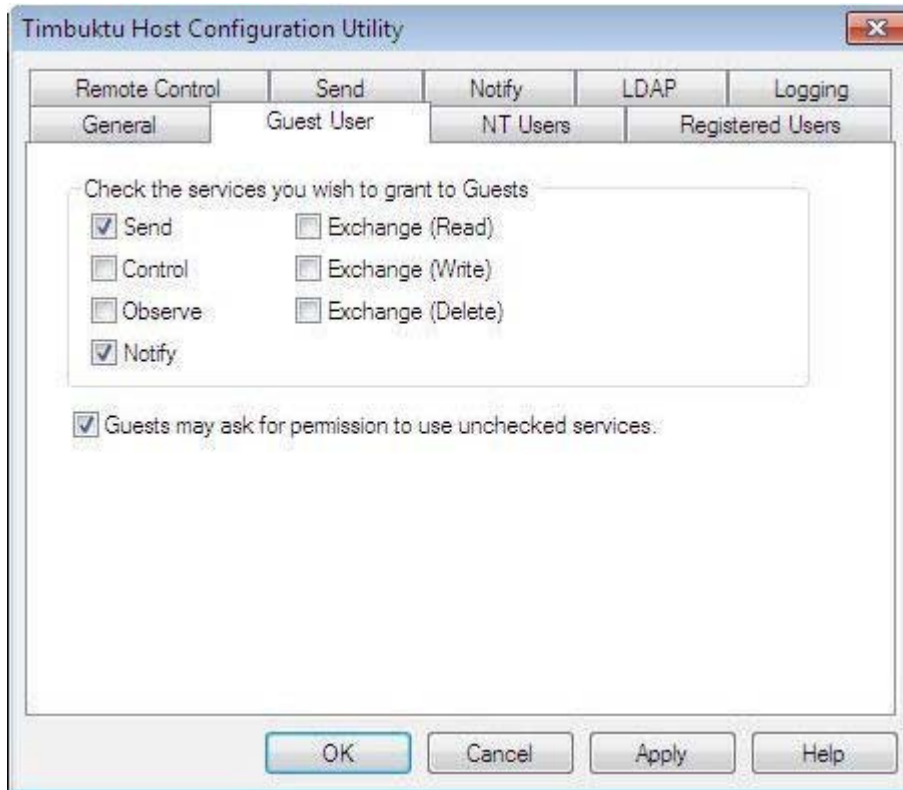 Timbuktu Host Configuration Utility
Remote Control Send Notify LDAP Logging
General Guest User NT Users Registered Users
Check the services you wish to grant to Guests
Send Exchange (Read)
Control Exchange (Write)
Observe Exchange (Delete)
Notify
Guests may ask for permission to use unchecked services.
OK Cancel Apply Help